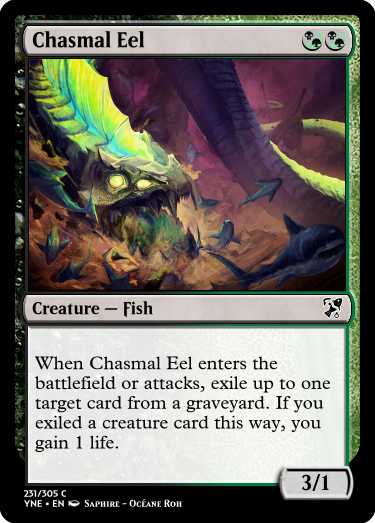 Chasmal Eel
Creature — Fish
When Chasmal Eel enters the
battlefield or attacks, exile up to one
target card from a graveyard. If you
exiled a creature card this way, you
gain 1 life.
3/1
231/305 C
YNE • EN Saphire – Océane Roh